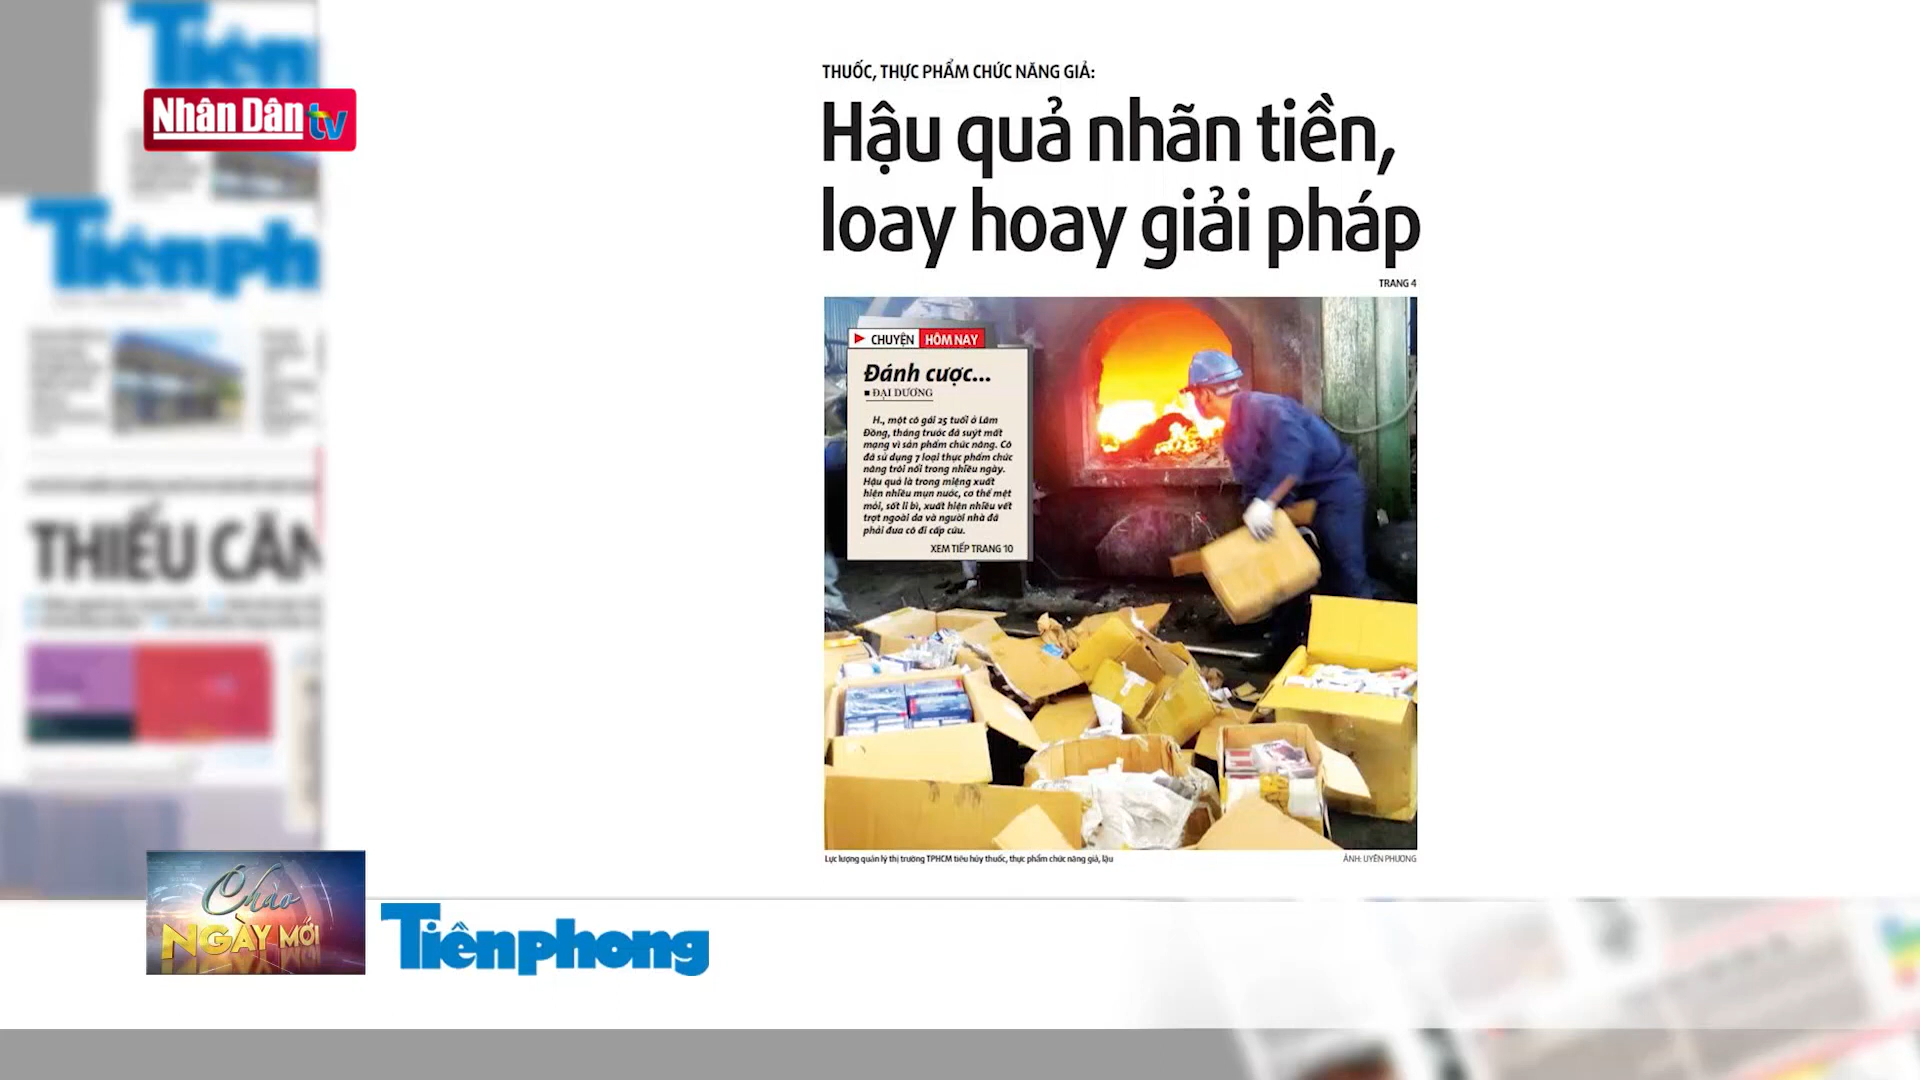 Tiên
Nhân Dân tv
Tiênph
THIẾU CĂN
THUỐC, THỰC PHẨM CHỨC NĂNG GIẢ:
Hậu quả nhãn tiền,
loay hoay giải pháp
TRANG 4
CHUYỆN HÔM NAY
Đánh cược...
ĐẠI DƯƠNG
H., một cô gái 25 tuổi ở Lâm
Đồng, tháng trước đã suýt mất
mạng vì sản phẩm chức năng. Cô
đã sử dụng 7 loại thực phẩm chức
năng trôi nổi trong nhiều ngày.
Hậu quả là trong miệng xuất
hiện nhiều mụn nước, cơ thể mệt
mỏi, sốt li bì, xuất hiện nhiều vết
trợt ngoài da và người nhà đã
phải đưa cô đi cấp cứu.
XEM TIẾP TRANG 10
Lực lượng quản lý thị trường TPHCM tiêu hủy thuốc, thực phẩm chức năng giả, lậu
ẢNH: UYÊN PHƯƠNG
Chào
NGÀY MỚI
Tiềnphong